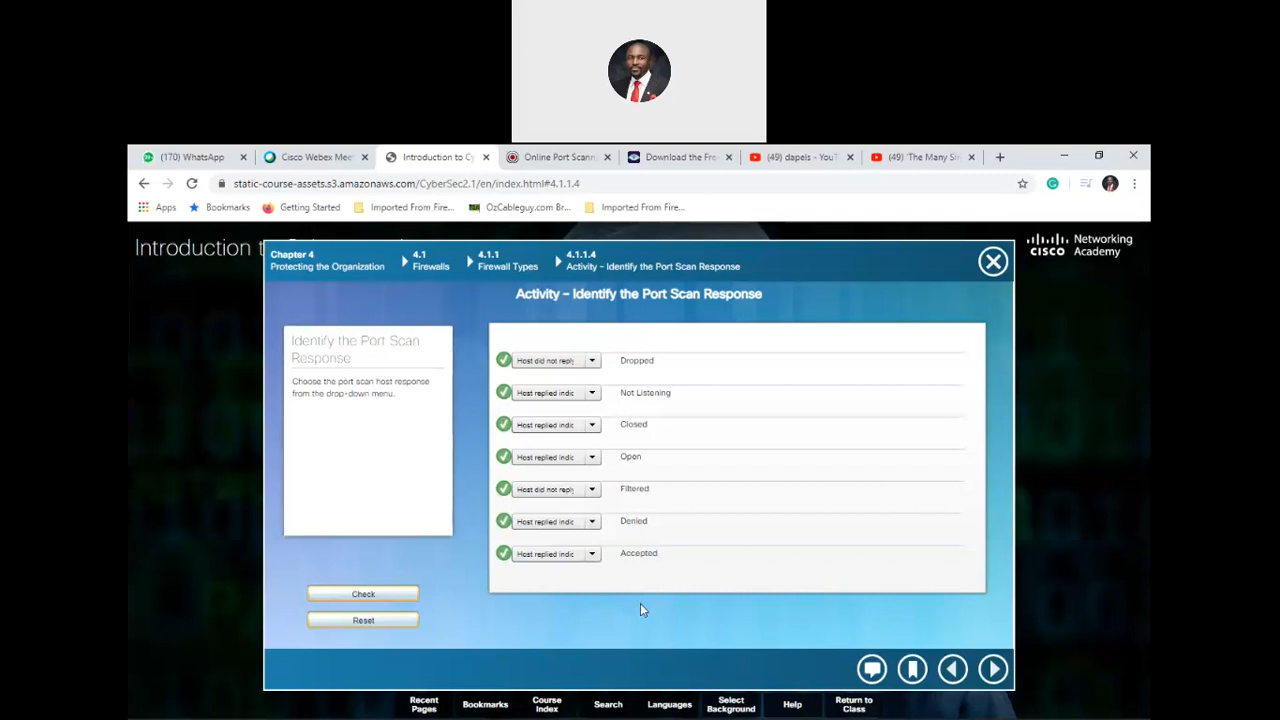 (170) WhatsApp
Cisco Webex Mee
Introduction to Cy
Online Port Scann
Download the Fre
(49) dapels - YouT
(49) 'The Many Sin
static-course-assets.s3.amazonaws.com/CyberSec2.1/en/index.html#4.1.1.4
Apps
Bookmarks
Getting Started
Imported From Fire...
OzCableguy.com Br...
Imported From Fire...
Introduction t
CISCO
Networking
Academy
Chapter 4
Protecting the Organization
4.1
Firewalls
4.1.1
Firewall Types
4.1.1.4
Activity – Identify the Port Scan Response
Activity – Identify the Port Scan Response
Identify the Port Scan
Response
Choose the port scan host response
from the drop-down menu.
Host did not reply Dropped
Host replied indic Not Listening
Host replied indic Closed
Host replied indic Open
Host did not reply Filtered
Host replied indic Denied
Host replied indic Accepted
Check
Reset
Recent
Pages
Bookmarks
Course
Index
Search
Languages
Select
Background
Help
Return to
Class